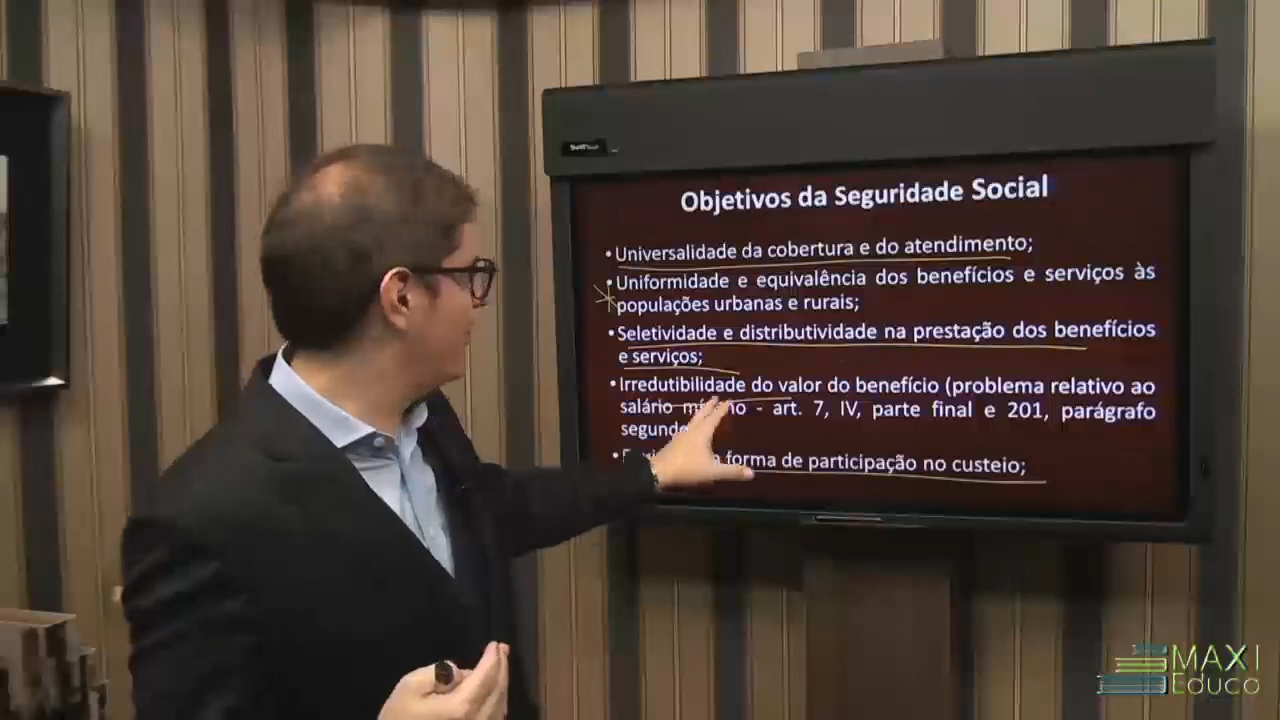 Objetivos da Seguridade Social
• Universalidade da cobertura e do atendimento;
• Uniformidade e equivalência dos benefícios e serviços às
populações urbanas e rurais;
• Seletividade e distributividade na prestação dos benefícios
e serviços;
• Irredutibilidade do valor do benefício (problema relativo ao
salário - art. 7, IV, parte final e 201, parágrafo
forma de participação no custeio;
MAXI
Educo